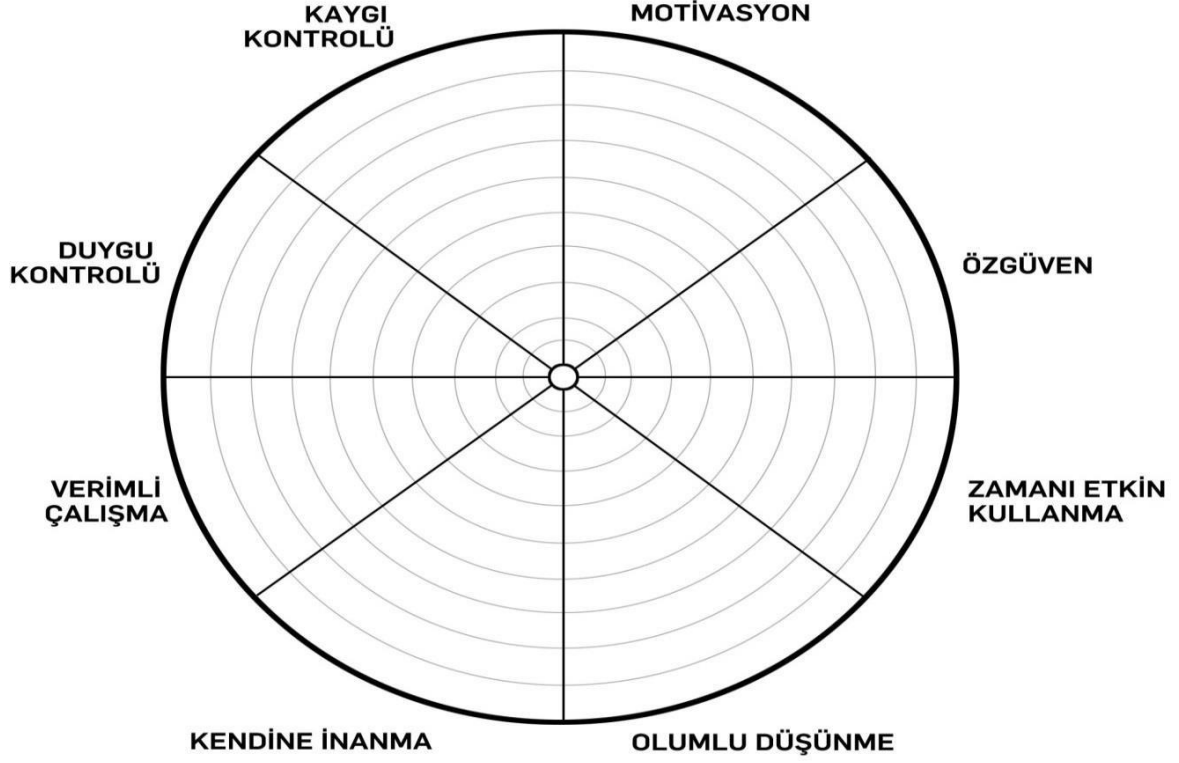 KAYGI
KONTROLÜ
MOTİVASYON
DUYGU
KONTROLÜ
ÖZGÜVEN
VERİMLİ
ÇALIŞMA
ZAMANI ETKİN
KULLANMA
KENDİNE İNANMA
OLUMLU DÜŞÜNME